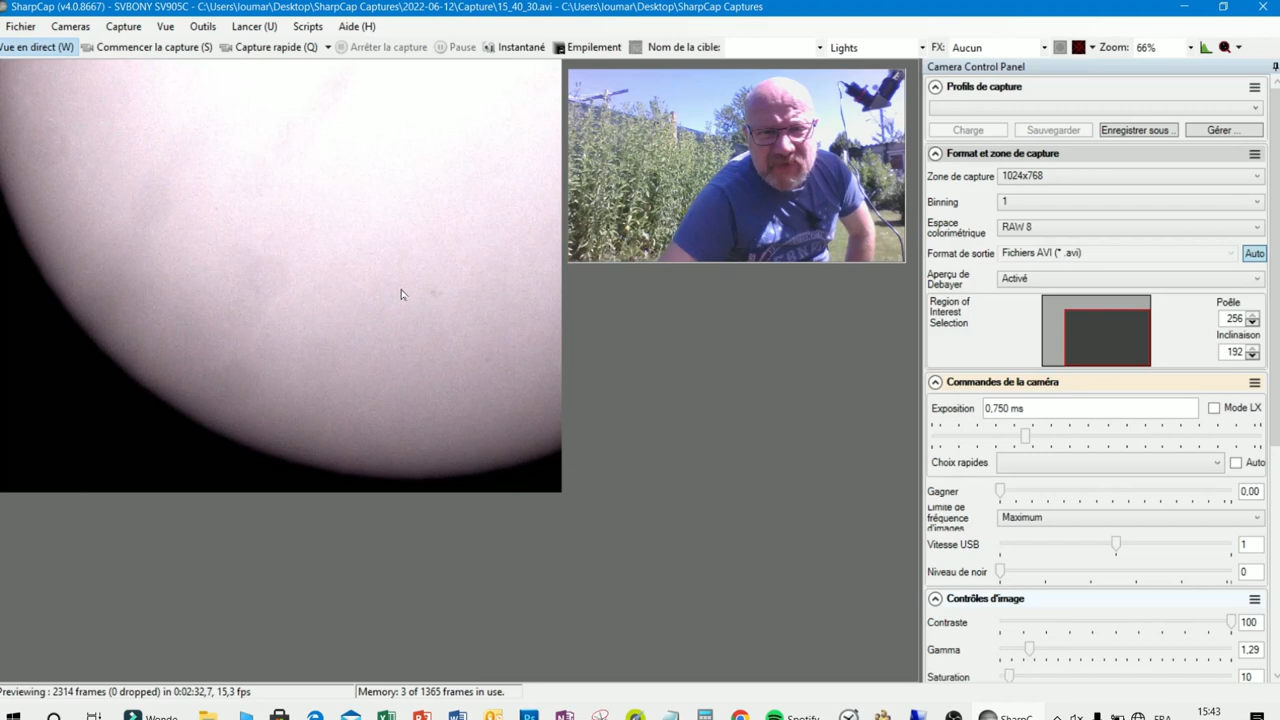 SharpCap (v4.0.8667) - SVBONY SV905C - C:\Users\loumar\Desktop\SharpCap Captures\2022-06-12\Capture\15_40_30.avi - C:\Users\loumar\Desktop\SharpCap Captures
Fichier Cameras Capture Vue Outils Lancer (U) Scripts Aide (H)
Vue en direct (W) Commencer la capture (S) Capture rapide (Q) Arrêter la capture Pause Instantané Empilement Nom de la cible: Lights FX: Aucun Zoom: 66%
Camera Control Panel
Profils de capture
Charge Sauvegarder Enregistrer sous .. Gérer ...
Format et zone de capture
Zone de capture 1024x768
Binning 1
Espace colorimétrique RAW 8
Format de sortie Fichiers AVI (*.avi) Auto
Aperçu de Debayer Activé
Region of Interest Selection
Poêle
256
Inclinaison
192
Commandes de la caméra
Exposition 0,750 ms Mode LX
Choix rapides Auto
Gagner 0,00
Limite de fréquence d'images Maximum
Vitesse USB 1
Niveau de noir 0
Contrôles d'image
Contraste 100
Gamma 1,29
Saturation 10
Previewing : 2314 frames (0 dropped) in 0:02:32,7, 15,3 fps Memory: 3 of 1365 frames in use.
15:43
Wonde Spotify SharpC